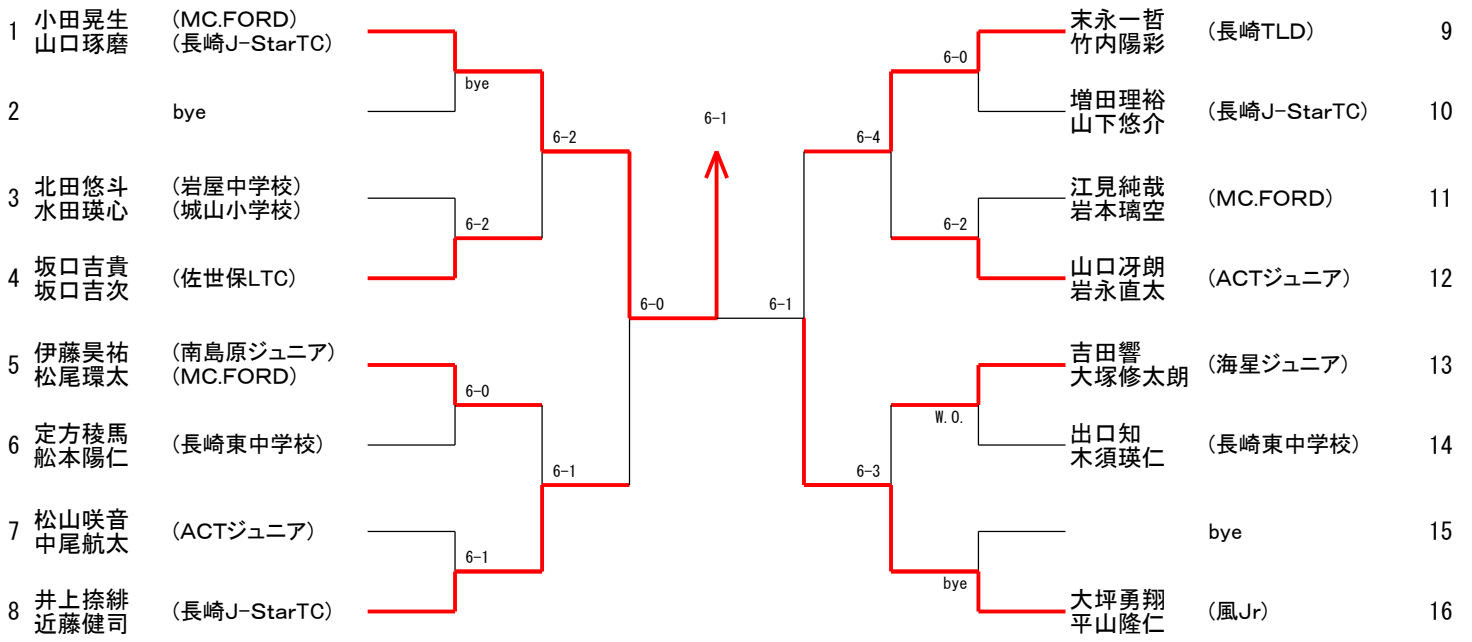 1 小田晃生 (MC.FORD)
山口琢磨 (長崎J-StarTC)
bye
2 bye
6-2
3 北田悠斗 (岩屋中学校)
水田瑛心 (城山小学校)
6-2
4 坂口吉貴 (佐世保LTC)
坂口吉次
6-0
5 伊藤昊祐 (南島原ジュニア)
松尾環太 (MC.FORD)
6-0
6 定方稜馬 (長崎東中学校)
舩本陽仁
6-1
7 松山咲音 (ACTジュニア)
中尾航太
6-1
8 井上捺緋 (長崎J-StarTC)
近藤健司
6-1
末永一哲 (長崎TLD) 9
竹内陽彩
6-0
増田理裕 (長崎J-StarTC) 10
山下悠介
6-4
江見純哉 (MC.FORD) 11
岩本璃空
6-2
山口冴朗 (ACTジュニア) 12
岩永直太
6-1
吉田響 (海星ジュニア) 13
大塚修太朗
W.O.
出口知 (長崎東中学校) 14
木須瑛仁
6-3
bye 15
bye
大坪勇翔 (風Jr) 16
平山隆仁